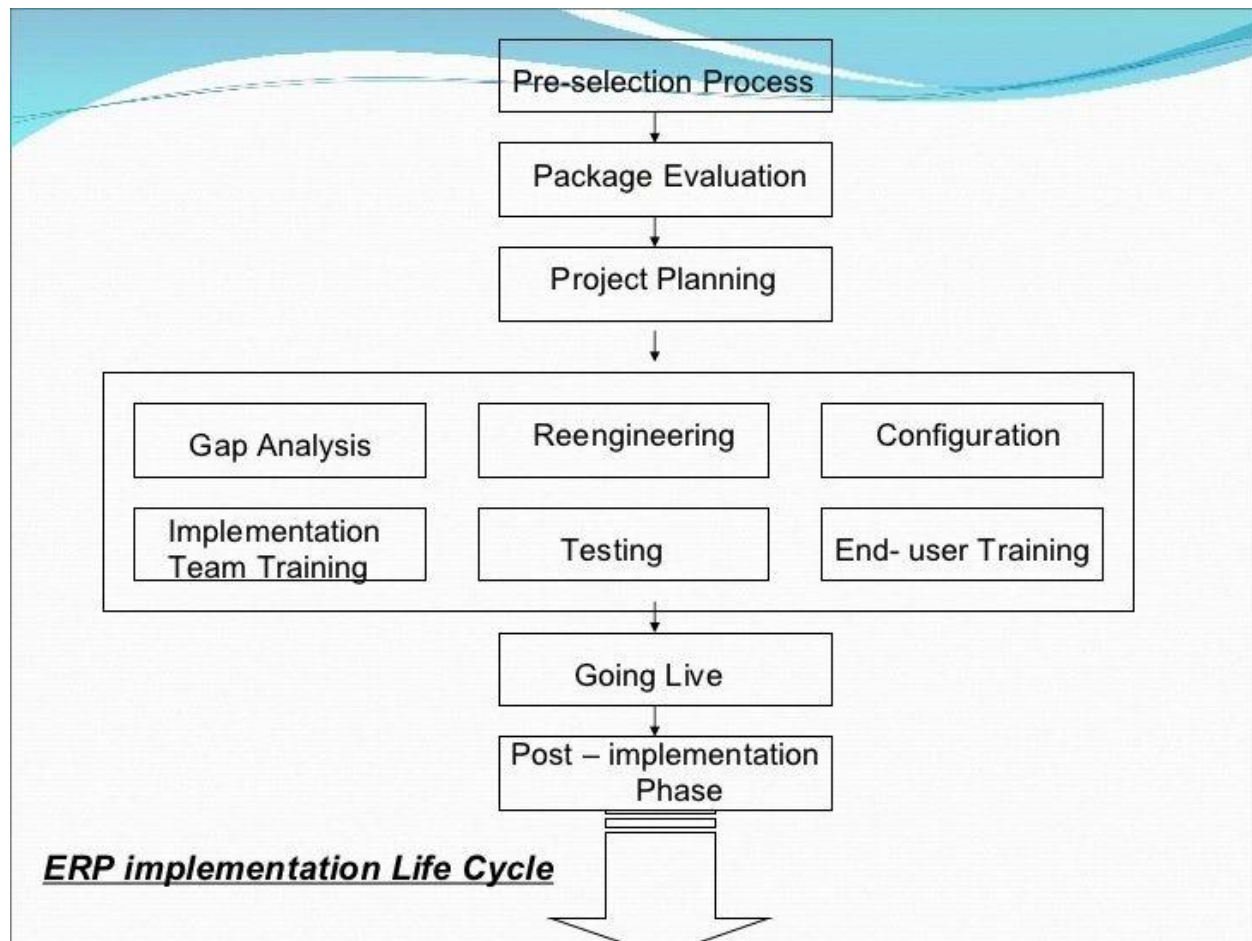 Pre-selection Process
Package Evaluation
Project Planning
Gap Analysis
Reengineering
Configuration
Implementation
Team Training
Testing
End- user Training
Going Live
Post – implementation
Phase
ERP implementation Life Cycle